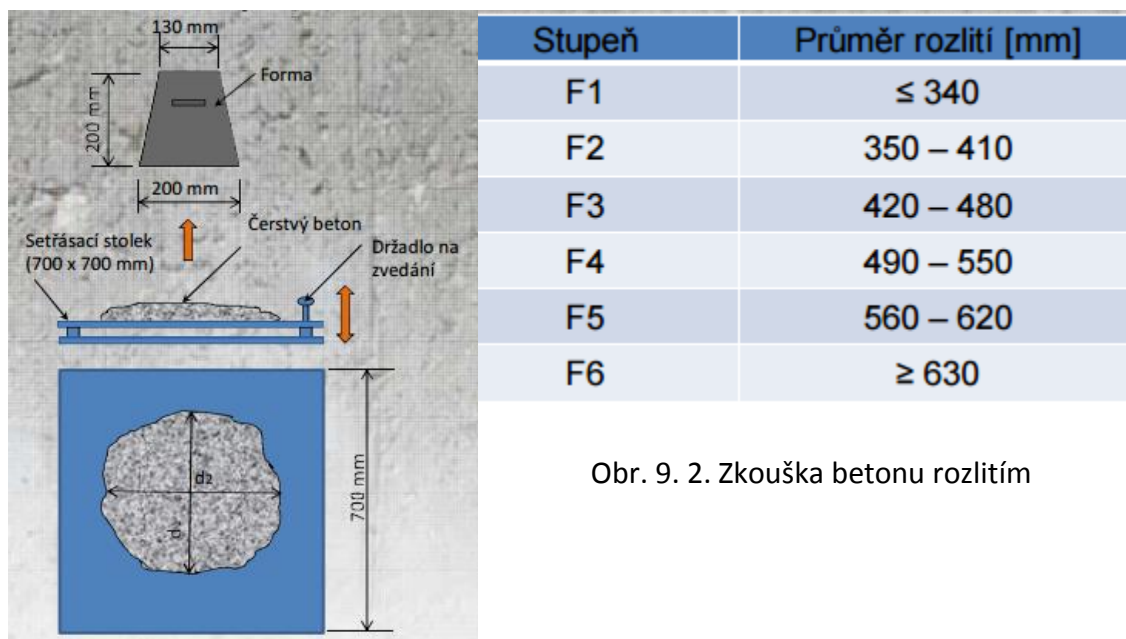 130 mm
Forma
200 mm
200 mm
Čerstvý beton
Setřásací stolek
(700 x 700 mm)
Držadlo na
zvedání
d2
700 mm
Stupeň Průměr rozlití [mm]
F1 ≤ 340
F2 350 – 410
F3 420 – 480
F4 490 – 550
F5 560 – 620
F6 ≥ 630
Obr. 9. 2. Zkouška betonu rozlitím